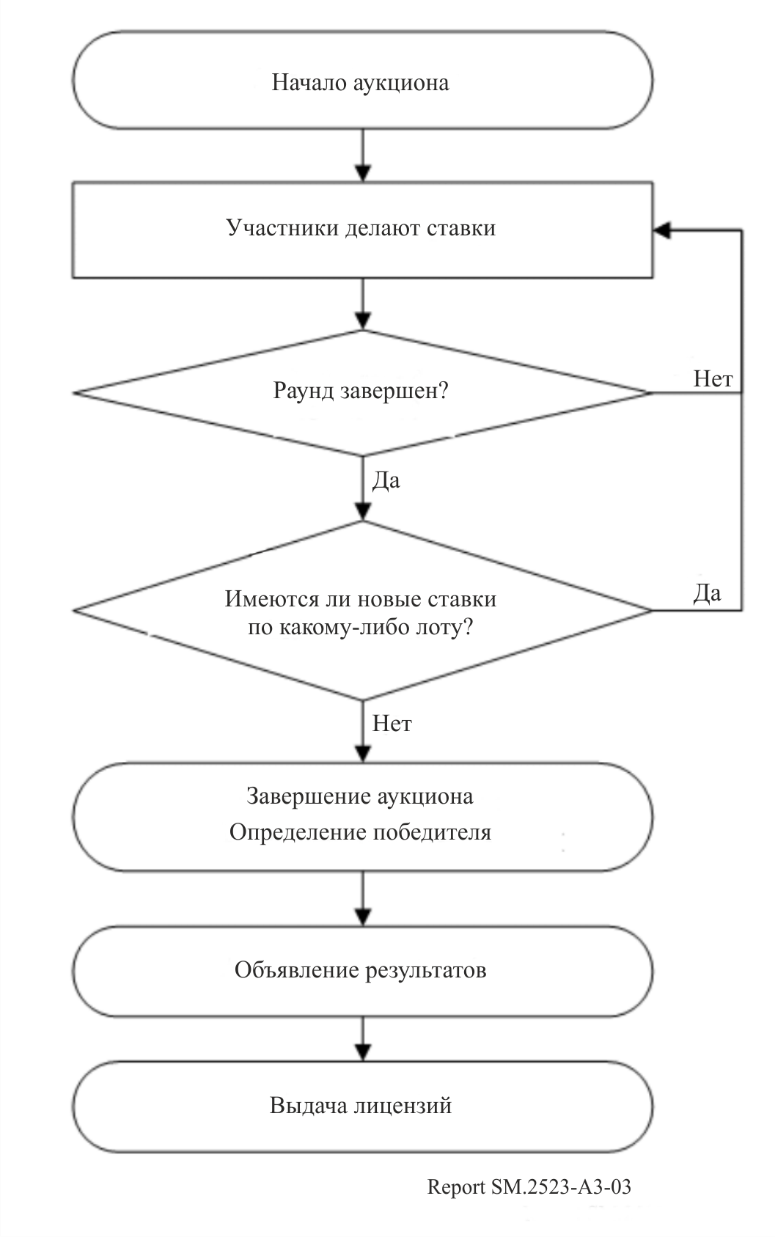 Начало аукциона
Участники делают ставки
Раунд завершен?
Нет
Да
Имеются ли новые ставки
по какому-либо лоту?
Да
Нет
Завершение аукциона
Определение победителя
Объявление результатов
Выдача лицензий
Report SM.2523-A3-03